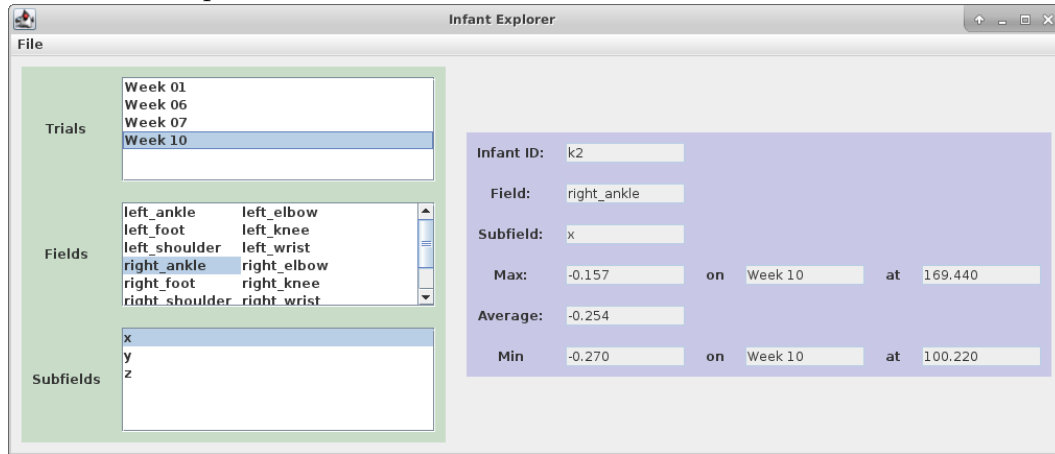 Infant Explorer
File
Trials
Week 01
Week 06
Week 07
Week 10
Fields
left_ankle left_elbow
left_foot left_knee
left_shoulder left_wrist
right_ankle right_elbow
right_foot right_knee
right_shoulder right_wrist
Subfields
x
y
z
Infant ID: k2
Field: right_ankle
Subfield: x
Max: -0.157 on Week 10 at 169.440
Average: -0.254
Min -0.270 on Week 10 at 100.220